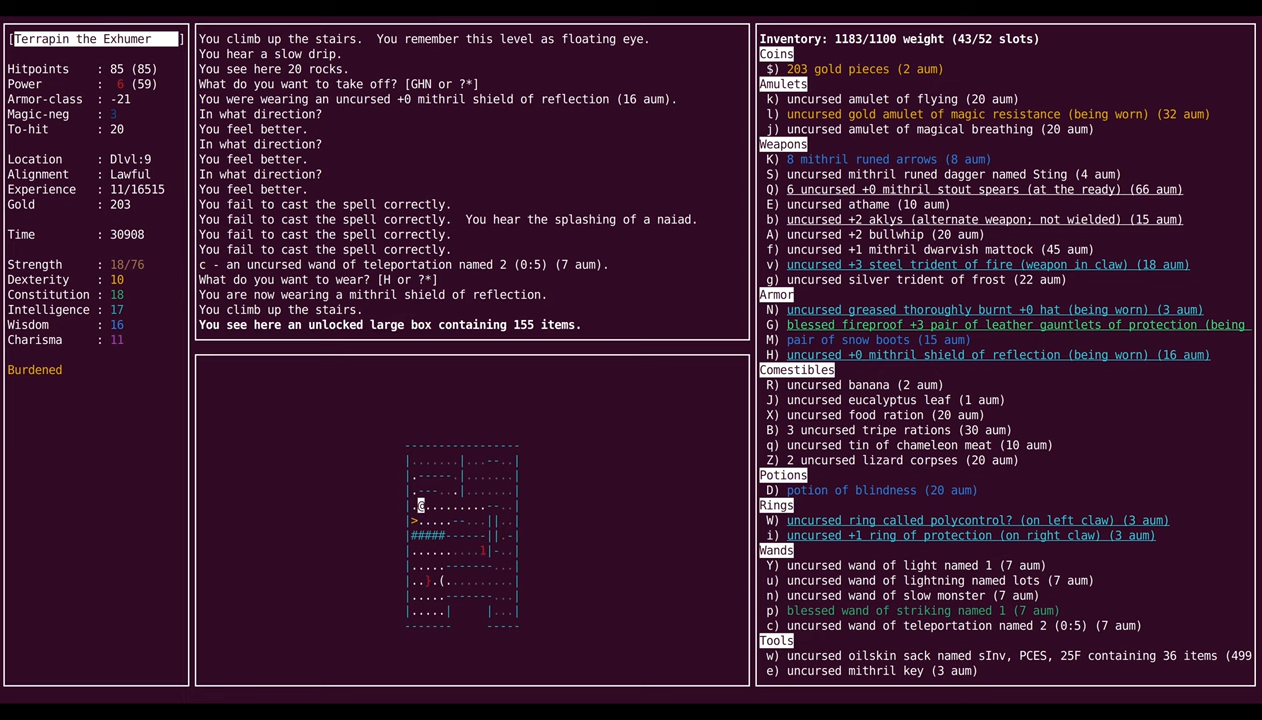 [Terrapin the Exhumer ]
Hitpoints : 85 (85)
Power : 6 (59)
Armor-class : -21
Magic-neg : 3
To-hit : 20
Location : Dlvl:9
Alignment : Lawful
Experience : 11/16515
Gold : 203
Time : 30908
Strength : 18/76
Dexterity : 10
Constitution : 18
Intelligence : 17
Wisdom : 16
Charisma : 11
Burdened
You climb up the stairs.  You remember this level as floating eye.
You hear a slow drip.
You see here 20 rocks.
What do you want to take off? [GHN or ?*]
You were wearing an uncursed +0 mithril shield of reflection (16 aum).
In what direction?
You feel better.
In what direction?
You feel better.
In what direction?
You feel better.
You fail to cast the spell correctly.
You fail to cast the spell correctly.  You hear the splashing of a naiad.
You fail to cast the spell correctly.
You fail to cast the spell correctly.
c - an uncursed wand of teleportation named 2 (0:5) (7 aum).
What do you want to wear? [H or ?*]
You are now wearing a mithril shield of reflection.
You climb up the stairs.
You see here an unlocked large box containing 155 items.
-----------------
|.......|...--..|
|.-----.|.......|
|.---...|.......|
|.@.........--..|
|>.....--...||..|
|#####------||.-|
|..........1|-..|
|.....-------...|
|..}.(..........|
|.....-------...|
|.....|     |...|
-------     -----
Inventory: 1183/1100 weight (43/52 slots)
Coins
$) 203 gold pieces (2 aum)
Amulets
k) uncursed amulet of flying (20 aum)
l) uncursed gold amulet of magic resistance (being worn) (32 aum)
j) uncursed amulet of magical breathing (20 aum)
Weapons
K) 8 mithril runed arrows (8 aum)
S) uncursed mithril runed dagger named Sting (4 aum)
Q) 6 uncursed +0 mithril stout spears (at the ready) (66 aum)
E) uncursed athame (10 aum)
b) uncursed +2 aklys (alternate weapon; not wielded) (15 aum)
A) uncursed +2 bullwhip (20 aum)
f) uncursed +1 mithril dwarvish mattock (45 aum)
v) uncursed +3 steel trident of fire (weapon in claw) (18 aum)
g) uncursed silver trident of frost (22 aum)
Armor
N) uncursed greased thoroughly burnt +0 hat (being worn) (3 aum)
G) blessed fireproof +3 pair of leather gauntlets of protection (being
M) pair of snow boots (15 aum)
H) uncursed +0 mithril shield of reflection (being worn) (16 aum)
Comestibles
R) uncursed banana (2 aum)
J) uncursed eucalyptus leaf (1 aum)
X) uncursed food ration (20 aum)
B) 3 uncursed tripe rations (30 aum)
q) uncursed tin of chameleon meat (10 aum)
Z) 2 uncursed lizard corpses (20 aum)
Potions
D) potion of blindness (20 aum)
Rings
W) uncursed ring called polycontrol? (on left claw) (3 aum)
i) uncursed +1 ring of protection (on right claw) (3 aum)
Wands
Y) uncursed wand of light named 1 (7 aum)
u) uncursed wand of lightning named lots (7 aum)
n) uncursed wand of slow monster (7 aum)
p) blessed wand of striking named 1 (7 aum)
c) uncursed wand of teleportation named 2 (0:5) (7 aum)
Tools
w) uncursed oilskin sack named sInv, PCES, 25F containing 36 items (499
e) uncursed mithril key (3 aum)